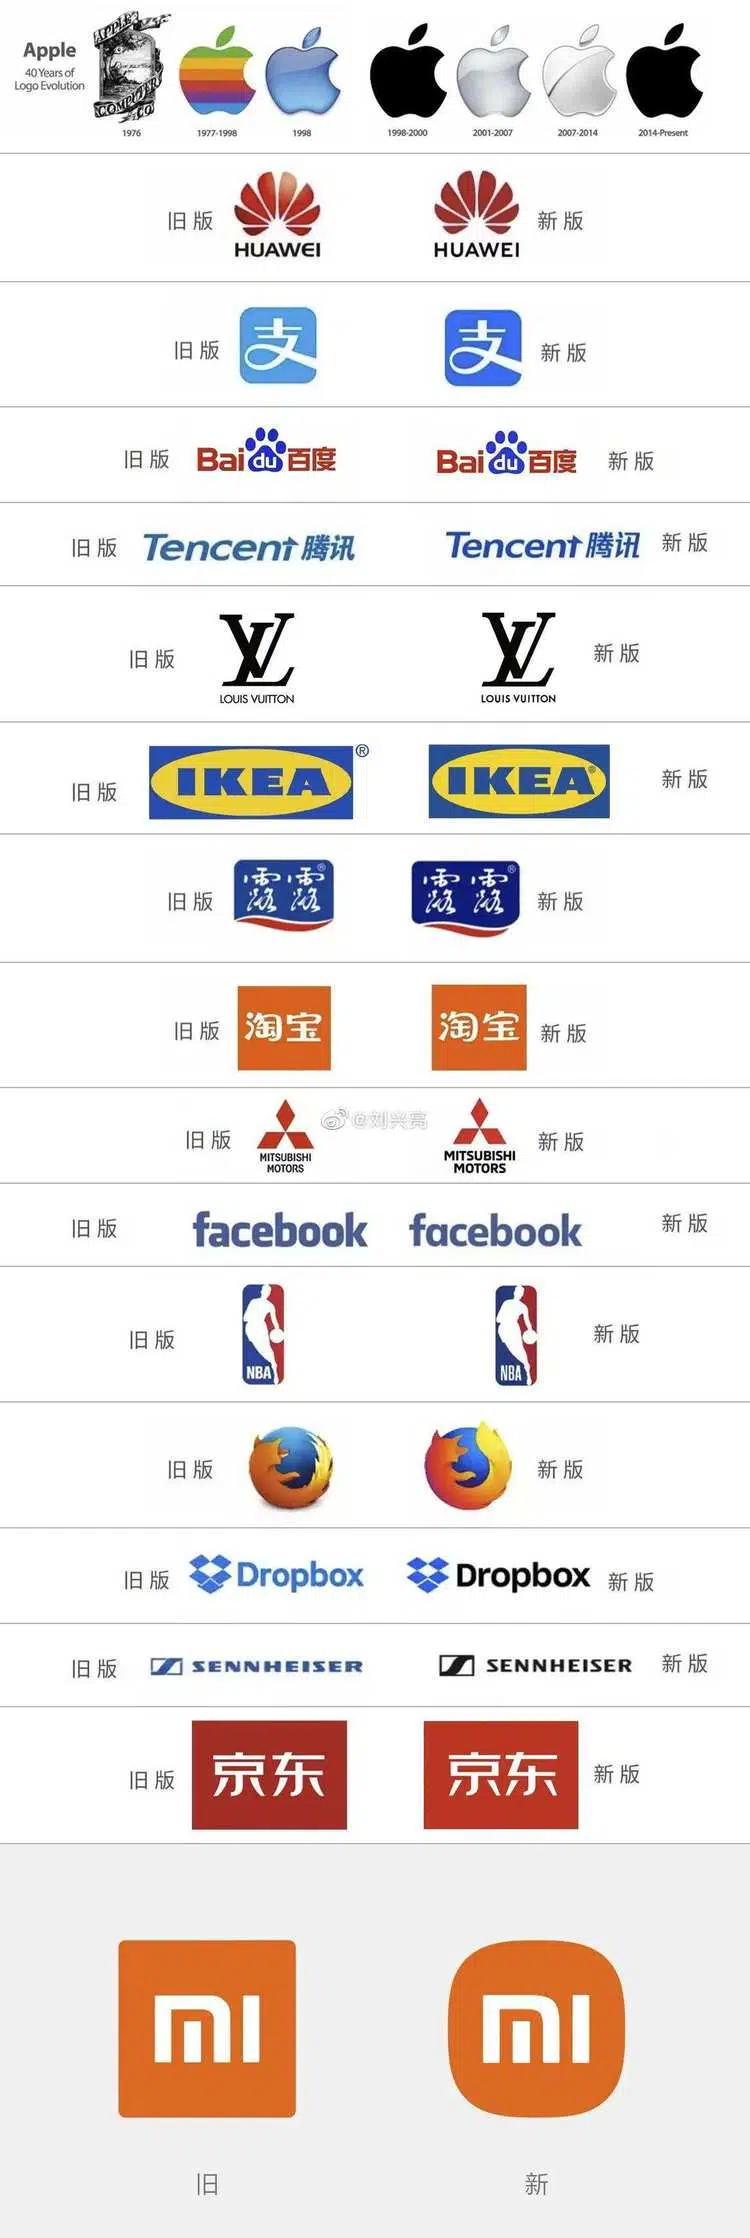 Apple
40 Years of
Logo Evolution
APPLE
COMPUTER CO
1976
1977-1998
1998
1998-2000
2001-2007
2007-2014
2014-Present
旧版
HUAWEI
HUAWEI
新版
旧版
支
支
新版
旧版
Baidu百度
Baidu百度
新版
旧版
Tencent腾讯
Tencent腾讯
新版
旧版
LV
LOUIS VUITTON
LV
LOUIS VUITTON
新版
旧版
IKEA®
IKEA®
新版
旧版
露露®
露露®
新版
旧版
淘宝
淘宝
新版
旧版
MITSUBISHI
MOTORS
@刘兴亮
MITSUBISHI
MOTORS
新版
旧版
facebook
facebook
新版
旧版
NBA
NBA
新版
旧版
新版
旧版
Dropbox
Dropbox
新版
旧版
SENNHEISER
SENNHEISER
新版
旧版
京东
京东
新版
mi
mi
旧
新